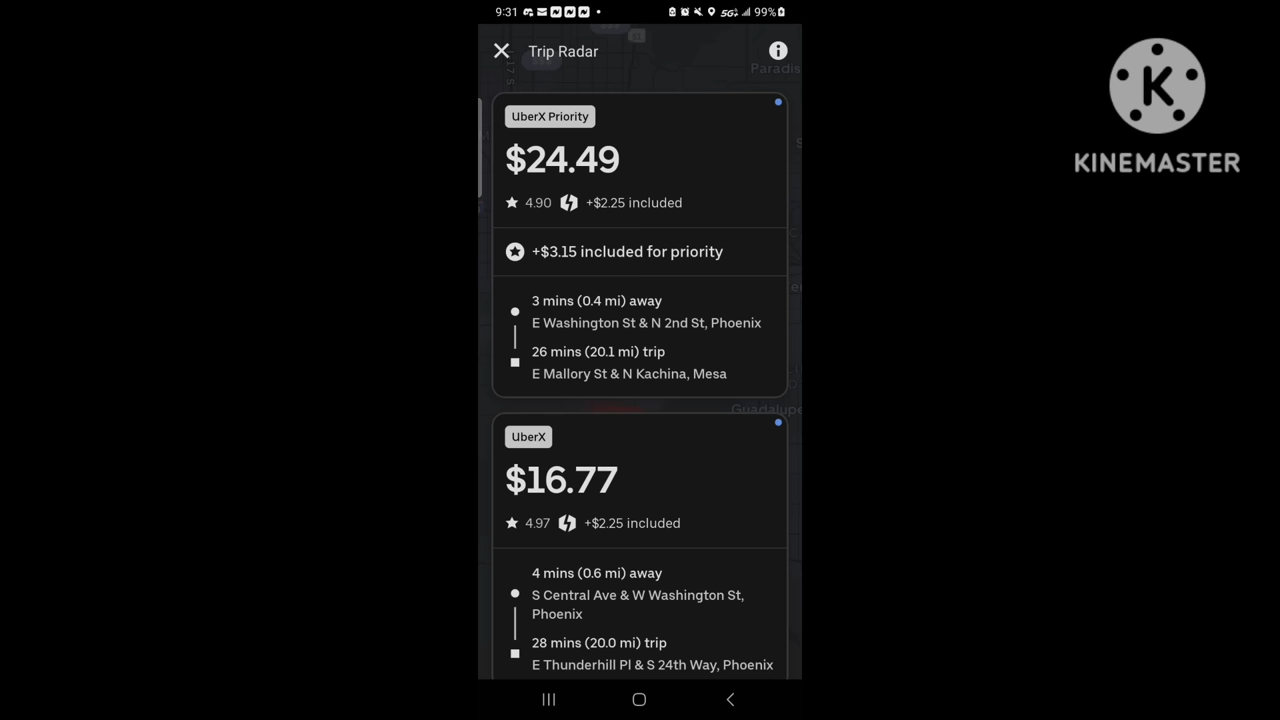 9:31
5G
99%
Trip Radar
Paradis
UberX Priority
$24.49
4.90 +$2.25 included
+$3.15 included for priority
3 mins (0.4 mi) away
E Washington St & N 2nd St, Phoenix
26 mins (20.1 mi) trip
E Mallory St & N Kachina, Mesa
Guadalupe
UberX
$16.77
4.97 +$2.25 included
4 mins (0.6 mi) away
S Central Ave & W Washington St,
Phoenix
28 mins (20.0 mi) trip
E Thunderhill Pl & S 24th Way, Phoenix
K
KINEMASTER